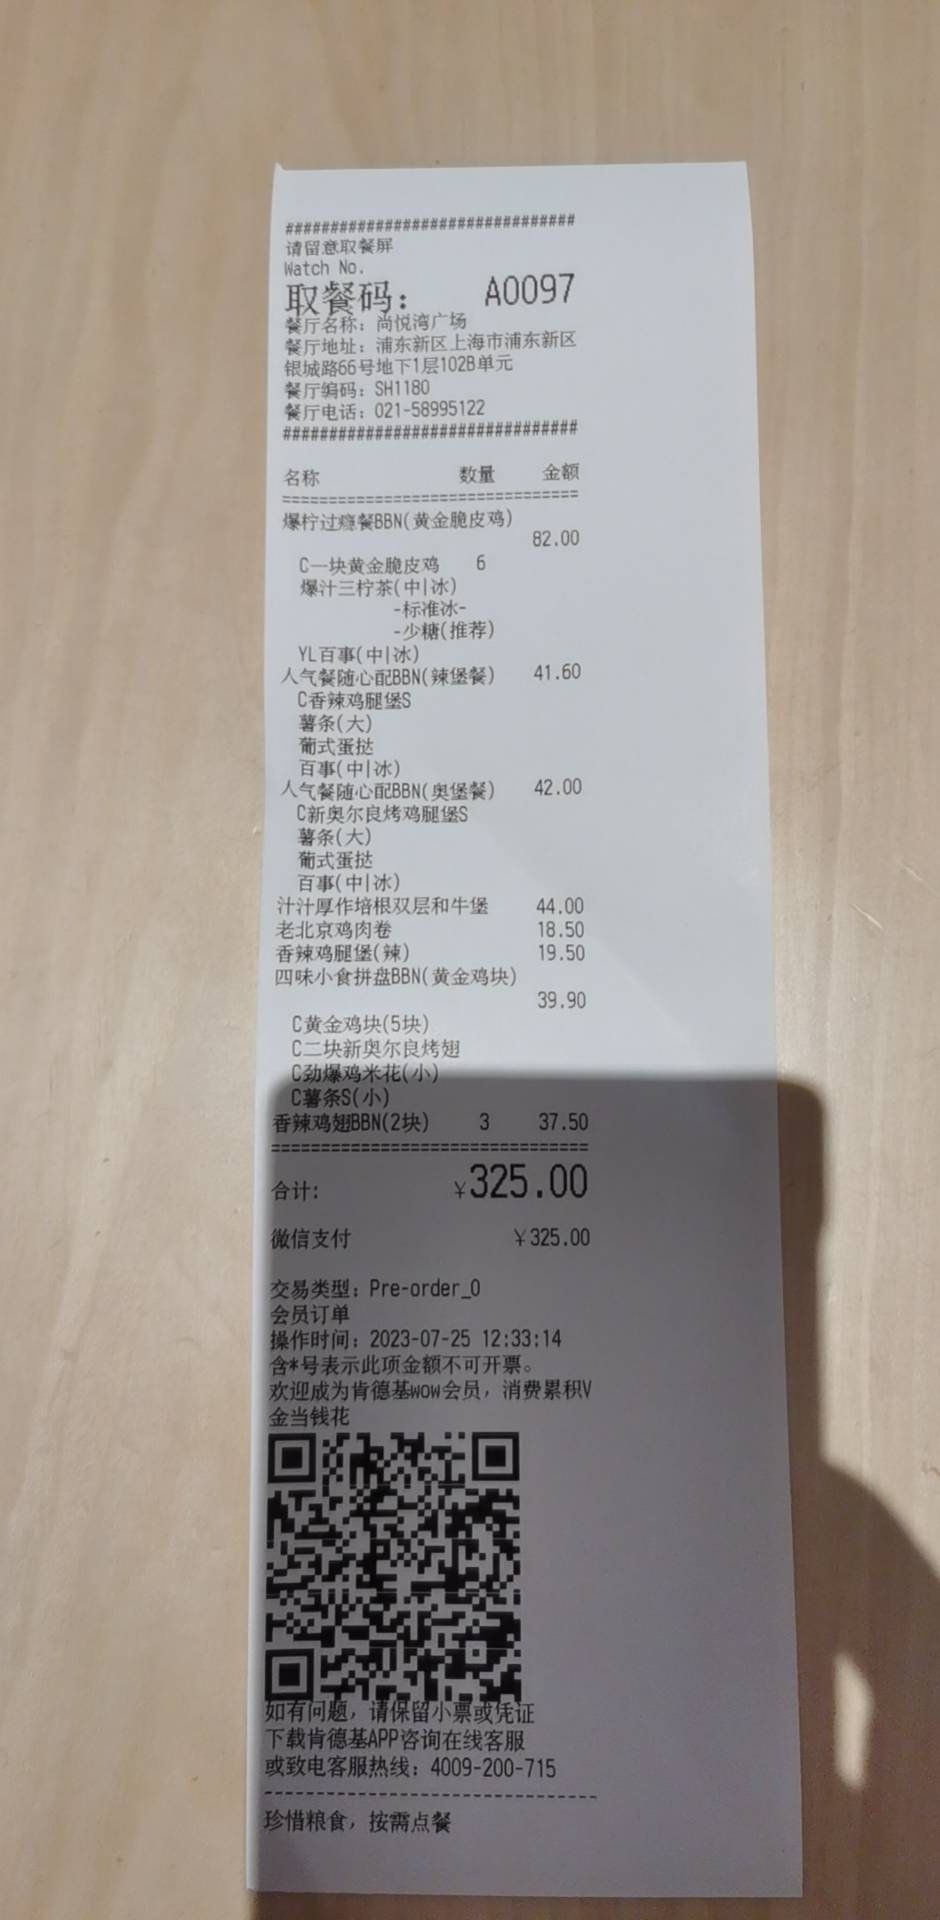 ################################
请留意取餐屏
Watch No.
取餐码： A0097
餐厅名称：尚悦湾广场
餐厅地址：浦东新区上海市浦东新区
银城路66号地下1层102B单元
餐厅编码：SH1180
餐厅电话：021-58995122
################################
名称 数量 金额
================================
爆柠过瘾餐BBN(黄金脆皮鸡)
82.00
C一块黄金脆皮鸡 6
爆汁三柠茶(中|冰)
-标准冰-
-少糖(推荐)
YL百事(中|冰)
人气餐随心配BBN(辣堡餐) 41.60
C香辣鸡腿堡S
薯条(大)
葡式蛋挞
百事(中|冰)
人气餐随心配BBN(奥堡餐) 42.00
C新奥尔良烤鸡腿堡S
薯条(大)
葡式蛋挞
百事(中|冰)
汁汁厚作培根双层和牛堡 44.00
老北京鸡肉卷 18.50
香辣鸡腿堡(辣) 19.50
四味小食拼盘BBN(黄金鸡块)
39.90
C黄金鸡块(5块)
C二块新奥尔良烤翅
C劲爆鸡米花(小)
C薯条S(小)
香辣鸡翅BBN(2块) 3 37.50
================================
合计: ¥325.00
微信支付 ¥325.00
交易类型：Pre-order_0
会员订单
操作时间：2023-07-25 12:33:14
含*号表示此项金额不可开票。
欢迎成为肯德基wow会员，消费累积V
金当钱花
如有问题，请保留小票或凭证
下载肯德基APP咨询在线客服
或致电客服热线：4009-200-715
--------------------------------
珍惜粮食，按需点餐